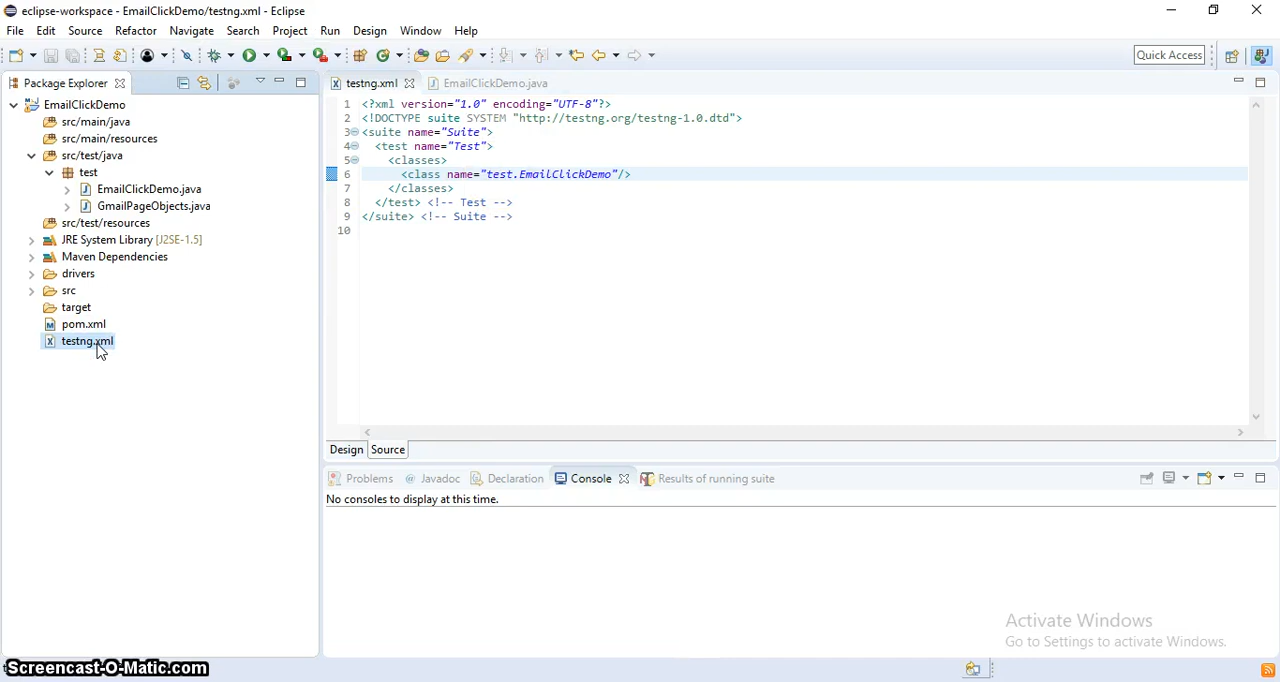 eclipse-workspace - EmailClickDemo/testng.xml - Eclipse
File Edit Source Refactor Navigate Search Project Run Design Window Help
Quick Access
Package Explorer
EmailClickDemo
src/main/java
src/main/resources
src/test/java
test
EmailClickDemo.java
GmailPageObjects.java
src/test/resources
JRE System Library [J2SE-1.5]
Maven Dependencies
drivers
src
target
pom.xml
testng.xml
testng.xml EmailClickDemo.java
1 <?xml version="1.0" encoding="UTF-8"?>
2 <!DOCTYPE suite SYSTEM "http://testng.org/testng-1.0.dtd">
3 <suite name="Suite">
4 <test name="Test">
5 <classes>
6 <class name="test.EmailClickDemo"/>
7 </classes>
8 </test> <!-- Test -->
9 </suite> <!-- Suite -->
10
Design Source
Problems Javadoc Declaration Console Results of running suite
No consoles to display at this time.
Activate Windows
Go to Settings to activate Windows.
Screencast-O-Matic.com